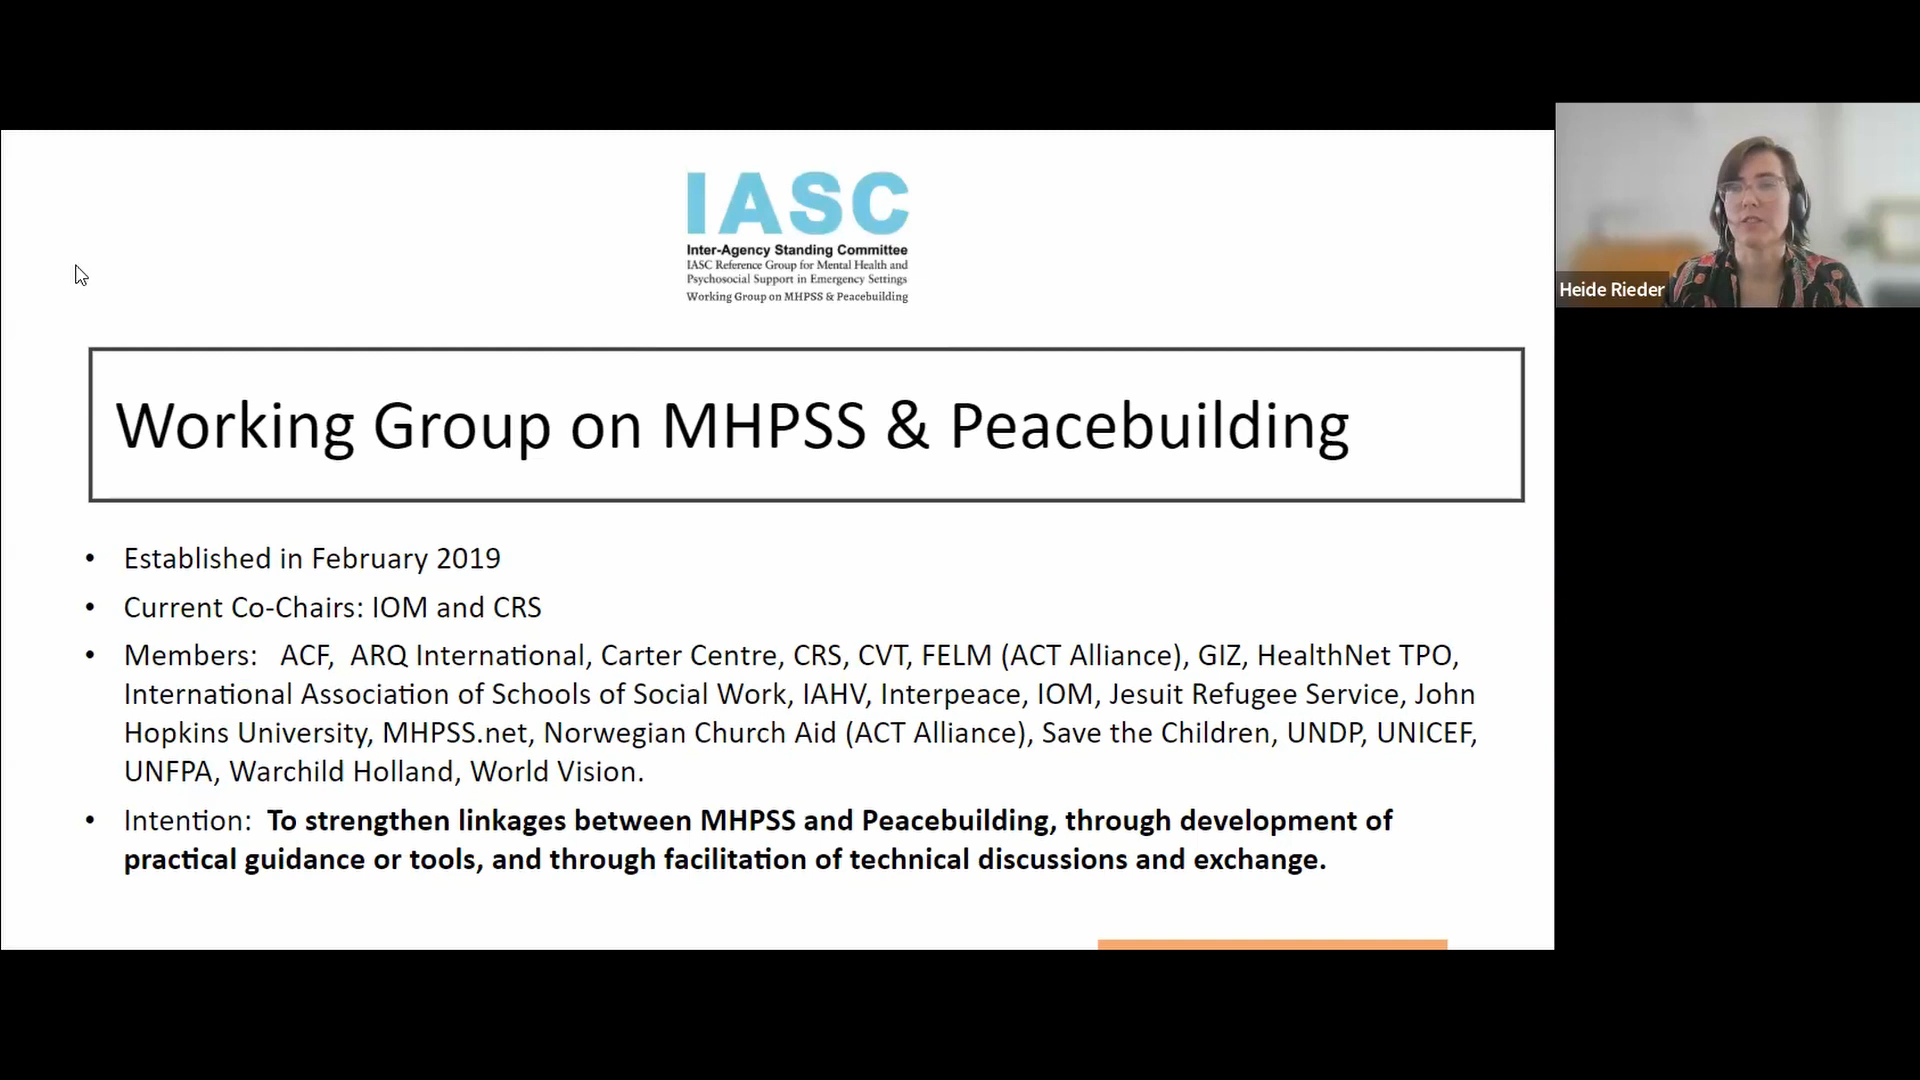 IASC
Inter-Agency Standing Committee
IASC Reference Group for Mental Health and
Psychosocial Support in Emergency Settings
Working Group on MHPSS & Peacebuilding
Heide Rieder
Working Group on MHPSS & Peacebuilding
• Established in February 2019
• Current Co-Chairs: IOM and CRS
• Members: ACF, ARQ International, Carter Centre, CRS, CVT, FELM (ACT Alliance), GIZ, HealthNet TPO,
International Association of Schools of Social Work, IAHV, Interpeace, IOM, Jesuit Refugee Service, John
Hopkins University, MHPSS.net, Norwegian Church Aid (ACT Alliance), Save the Children, UNDP, UNICEF,
UNFPA, Warchild Holland, World Vision.
• Intention: To strengthen linkages between MHPSS and Peacebuilding, through development of
practical guidance or tools, and through facilitation of technical discussions and exchange.